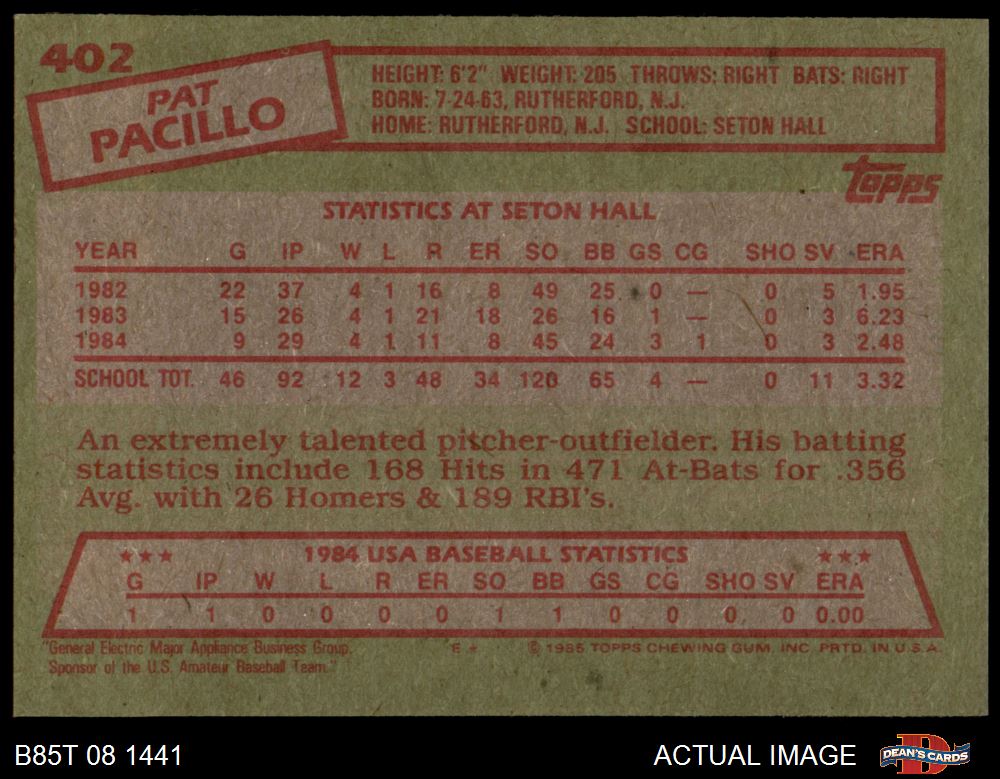 402
PAT
PACILLO
HEIGHT: 6'2" WEIGHT: 205 THROWS: RIGHT BATS: RIGHT
BORN: 7-24-63, RUTHERFORD, N.J.
HOME: RUTHERFORD, N.J. SCHOOL: SETON HALL
topps
STATISTICS AT SETON HALL
YEAR G IP W L R ER SO BB GS CG SHO SV ERA
1982 22 37 4 1 16 8 49 25 0 — 0 5 1.95
1983 15 26 4 1 21 18 26 16 1 — 0 3 6.23
1984 9 29 4 1 11 8 45 24 3 1 0 3 2.48
SCHOOL TOT. 46 92 12 3 48 34 120 65 4 — 0 11 3.32
An extremely talented pitcher-outfielder. His batting
statistics include 168 Hits in 471 At-Bats for .356
Avg. with 26 Homers & 189 RBI's.
★★★ 1984 USA BASEBALL STATISTICS ★★★
G IP W L R ER SO BB GS CG SHO SV ERA
1 1 0 0 0 0 1 1 0 0 0 0 0.00
"General Electric Major Appliance Business Group.
Sponsor of the U.S. Amateur Baseball Team."
E * © 1985 TOPPS CHEWING GUM, INC. PRTD. IN U.S.A.
B85T 08 1441 ACTUAL IMAGE DEAN'S CARDS